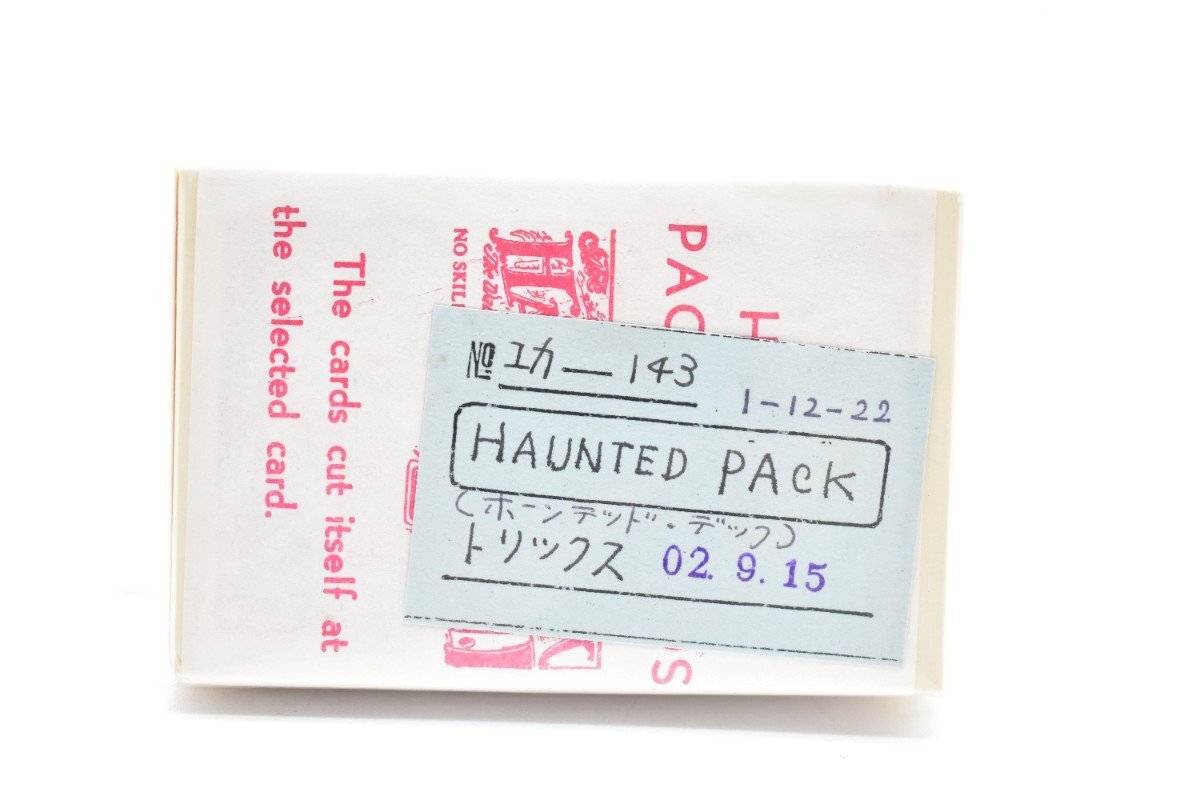 № エカ— 143
1-12-22
HAUNTED PACK
(ホーンテッド・デック)
トリックス 02. 9. 15
PAC
S
NO SKIL
The cards cut itself at
the selected card.